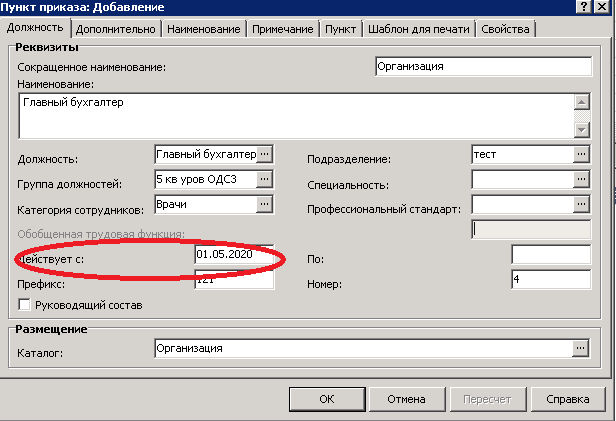 Пункт приказа: Добавление
Должность Дополнительно Наименование Примечание Пункт Шаблон для печати Свойства
Реквизиты
Сокращенное наименование: Организация
Наименование:
Главный бухгалтер
Должность: Главный бухгалтер ... Подразделение: тест ...
Группа должностей: 5 кв уров ОДСЗ ... Специальность: ...
Категория сотрудников: Врачи ... Профессиональный стандарт: ...
Обобщенная трудовая функция:
Действует с: 01.05.2020 По:
Префикс: 121 Номер: 4
Руководящий состав
Размещение
Каталог: Организация ...
ОК Отмена Пересчет Справка